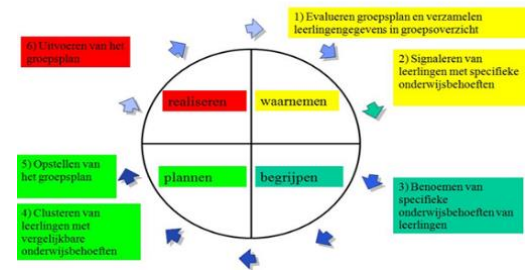 1) Evalueren groepsplan en verzamelen
leerlingengegevens in groepsoverzicht
2) Signaleren van
leerlingen met specifieke
onderwijsbehoeften
3) Benoemen van
specifieke
onderwijsbehoeften van
leerlingen
4) Clusteren van
leerlingen met
vergelijkbare
onderwijsbehoeften
5) Opstellen van
het groepsplan
6) Uitvoeren van het
groepsplan
realiseren
waarnemen
plannen
begrijpen